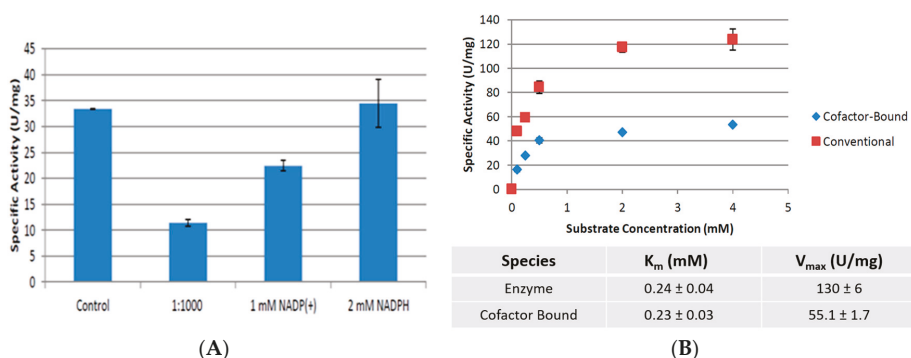 Specific Activity (U/mg)
45
40
35
30
25
20
15
10
5
0
Control
1:1000
1 mM NADP(+)
2 mM NADPH
(A)
Specific Activity (U/mg)
140
120
100
80
60
40
20
0
0
1
2
3
4
5
Substrate Concentration (mM)
Cofactor-Bound
Conventional
Species Km (mM) Vmax (U/mg)
Enzyme 0.24 ± 0.04 130 ± 6
Cofactor Bound 0.23 ± 0.03 55.1 ± 1.7
(B)